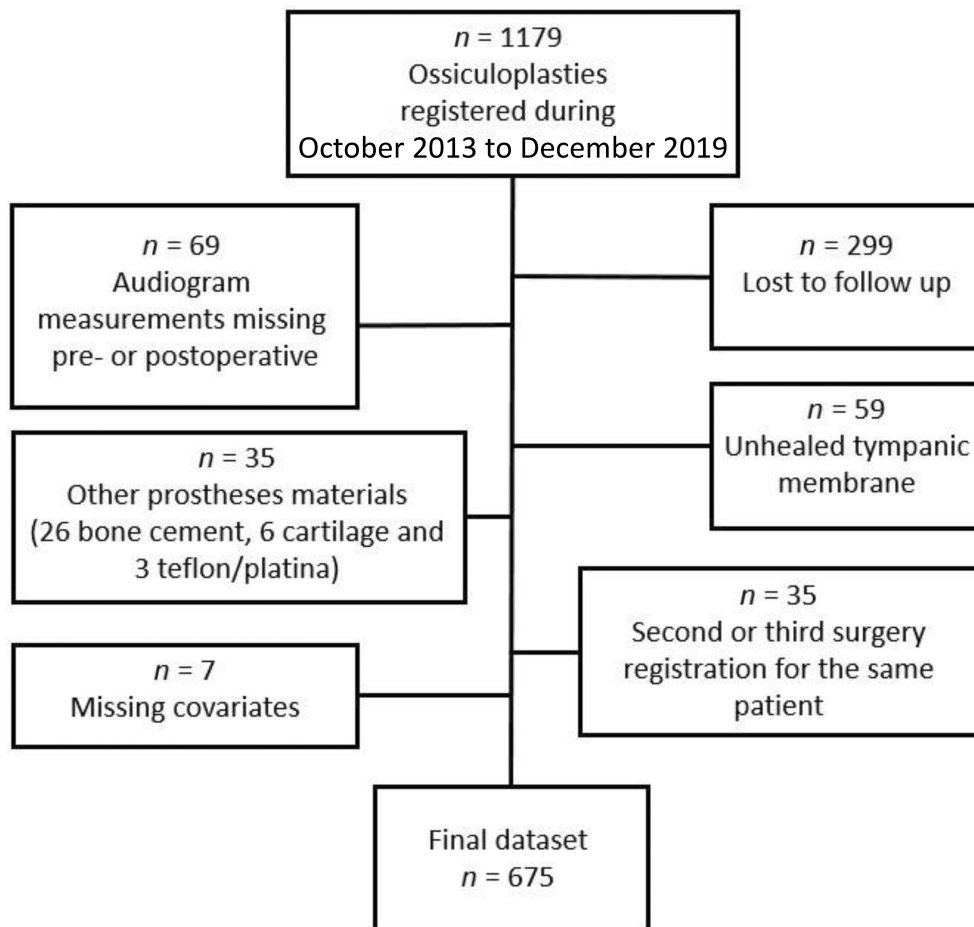 n = 1179
Ossiculoplasties
registered during
October 2013 to December 2019
n = 69
Audiogram
measurements missing
pre- or postoperative
n = 299
Lost to follow up
n = 59
Unhealed tympanic
membrane
n = 35
Other prostheses materials
(26 bone cement, 6 cartilage and
3 teflon/platina)
n = 35
Second or third surgery
registration for the same
patient
n = 7
Missing covariates
Final dataset
n = 675